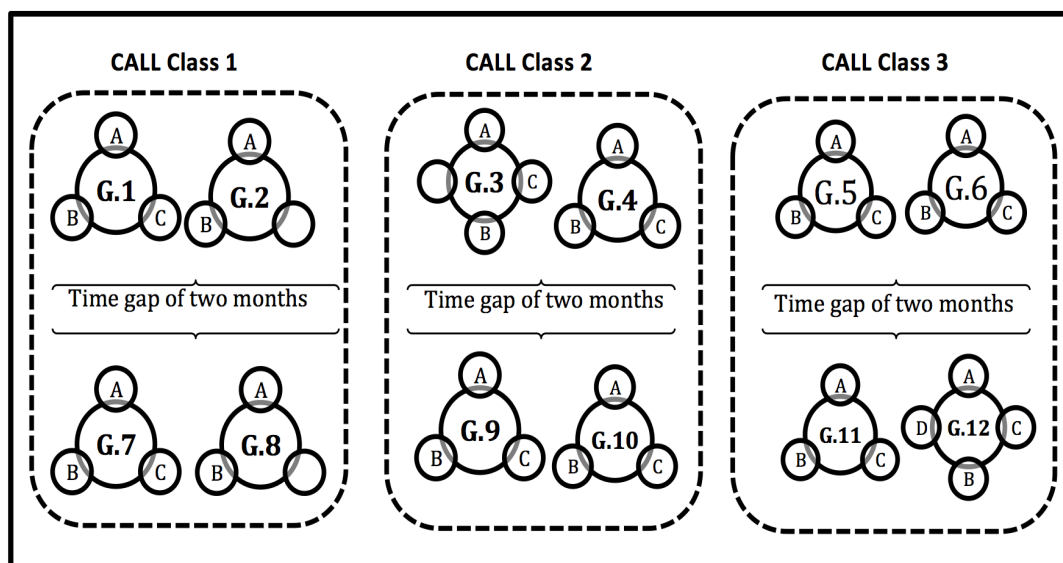 CALL Class 1
CALL Class 2
CALL Class 3
A
G.1
B
C
A
G.2
B
A
G.3
C
B
A
G.4
B
C
A
G.5
B
C
A
G.6
B
C
Time gap of two months
Time gap of two months
Time gap of two months
A
G.7
B
C
A
G.8
B
A
G.9
B
C
A
G.10
B
C
A
G.11
B
C
A
D
G.12
C
B